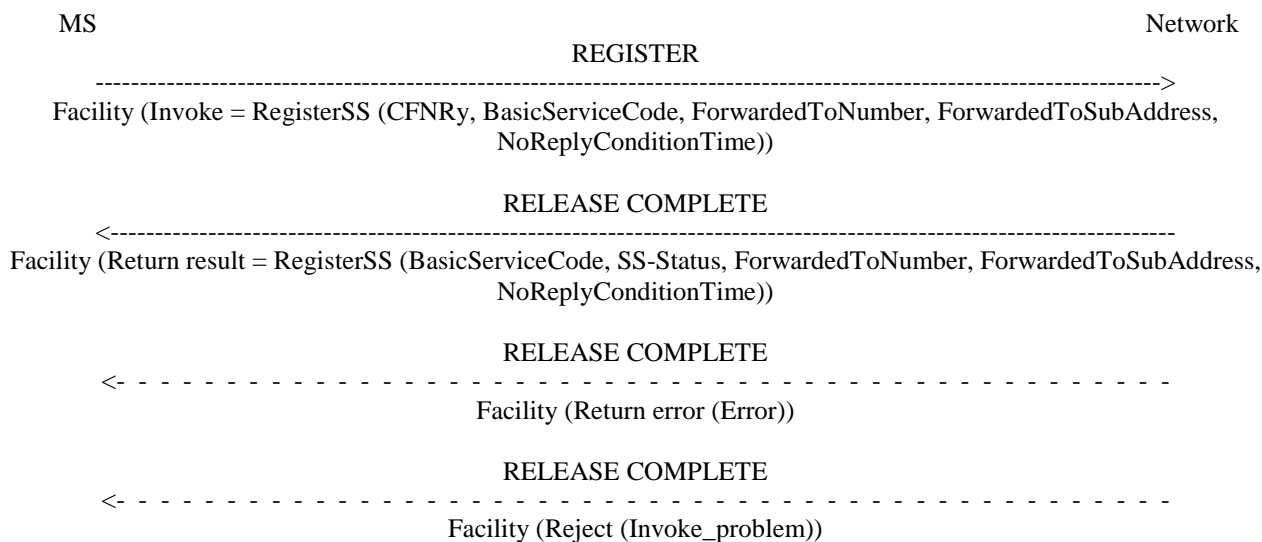 MS Network
REGISTER
------------------------------------------------------------------------------------------------------------------------>
Facility (Invoke = RegisterSS (CFNRy, BasicServiceCode, ForwardedToNumber, ForwardedToSubAddress,
NoReplyConditionTime))
RELEASE COMPLETE
<------------------------------------------------------------------------------------------------------------------------
Facility (Return result = RegisterSS (BasicServiceCode, SS-Status, ForwardedToNumber, ForwardedToSubAddress,
NoReplyConditionTime))
RELEASE COMPLETE
<- - - - - - - - - - - - - - - - - - - - - - - - - - - - - - - - - - - - - - - - - - - - - - - -
Facility (Return error (Error))
RELEASE COMPLETE
<- - - - - - - - - - - - - - - - - - - - - - - - - - - - - - - - - - - - - - - - - - - - - - - -
Facility (Reject (Invoke_problem))